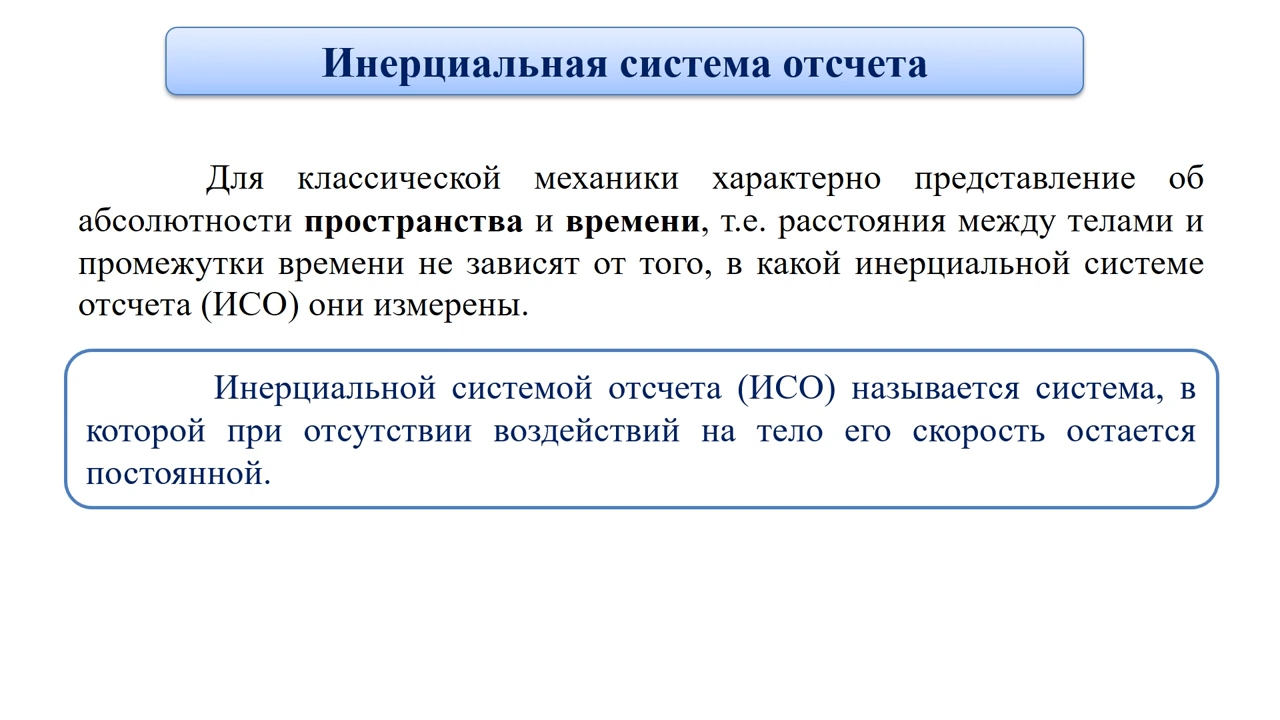 Инерциальная система отсчета
Для классической механики характерно представление об
абсолютности пространства и времени, т.е. расстояния между телами и
промежутки времени не зависят от того, в какой инерциальной системе
отсчета (ИСО) они измерены.
Инерциальной системой отсчета (ИСО) называется система, в
которой при отсутствии воздействий на тело его скорость остается
постоянной.